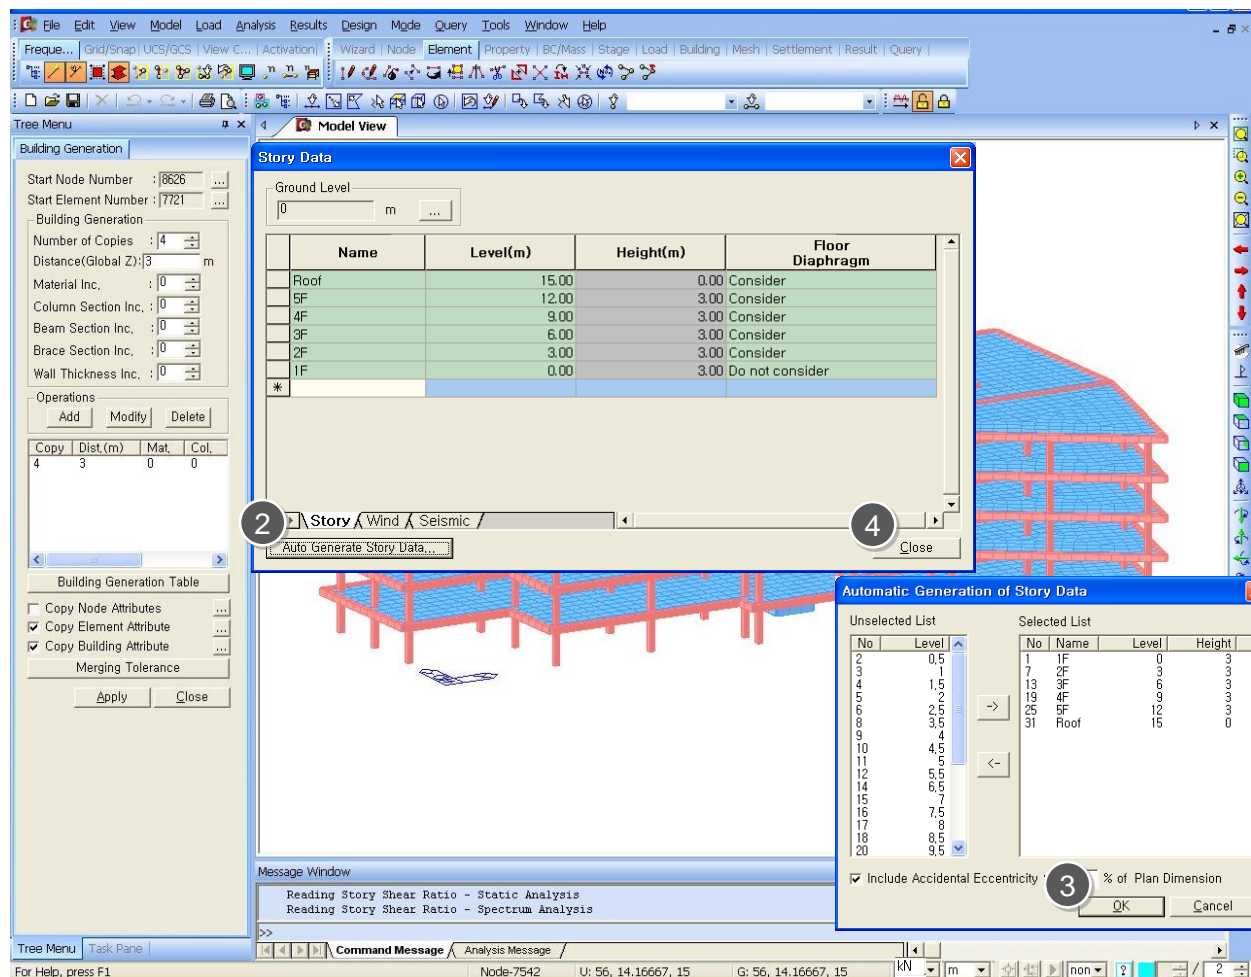 File Edit View Model Load Analysis Results Design Mode Query Tools Window Help
Freque... Grid/Snap UCS/GCS View C... Activation Wizard Node Element Property BC/Mass Stage Load Building Mesh Settlement Result Query
Tree Menu
Model View
Building Generation
Start Node Number : 8626 ...
Start Element Number : 7721 ...
Building Generation
Number of Copies : 4
Distance(Global Z): 3 m
Material Inc. : 0
Column Section Inc. : 0
Beam Section Inc. : 0
Brace Section Inc. : 0
Wall Thickness Inc. : 0
Operations
Add Modify Delete
Copy Dist.(m) Mat. Col.
4 3 0 0
Building Generation Table
Copy Node Attributes ...
Copy Element Attribute ...
Copy Building Attribute ...
Merging Tolerance
Apply Close
Story Data
Ground Level
0 m ...
Name Level(m) Height(m) Floor Diaphragm
Roof 15.00 0.00 Consider
5F 12.00 3.00 Consider
4F 9.00 3.00 Consider
3F 6.00 3.00 Consider
2F 3.00 3.00 Consider
1F 0.00 3.00 Do not consider
*
2 Story Wind Seismic 4
Auto Generate Story Data... Close
Automatic Generation of Story Data
Unselected List
No Level
2 0.5
3 1
4 1.5
5 2
6 2.5
8 3.5
9 4
10 4.5
11 5
12 5.5
14 6.5
15 7
16 7.5
17 8
18 8.5
20 9.5
-&gt;
&lt;-
Selected List
No Name Level Height
1 1F 0 3
7 2F 3 3
13 3F 6 3
19 4F 9 3
25 5F 12 3
31 Roof 15 0
Include Accidental Eccentricity 3 % of Plan Dimension
OK Cancel
Message Window
Reading Story Shear Ratio - Static Analysis
Reading Story Shear Ratio - Spectrum Analysis
>>
Tree Menu Task Pane Command Message Analysis Message
For Help, press F1 Node-7542 U: 56, 14.16667, 15 G: 56, 14.16667, 15 kN m non ? / 2